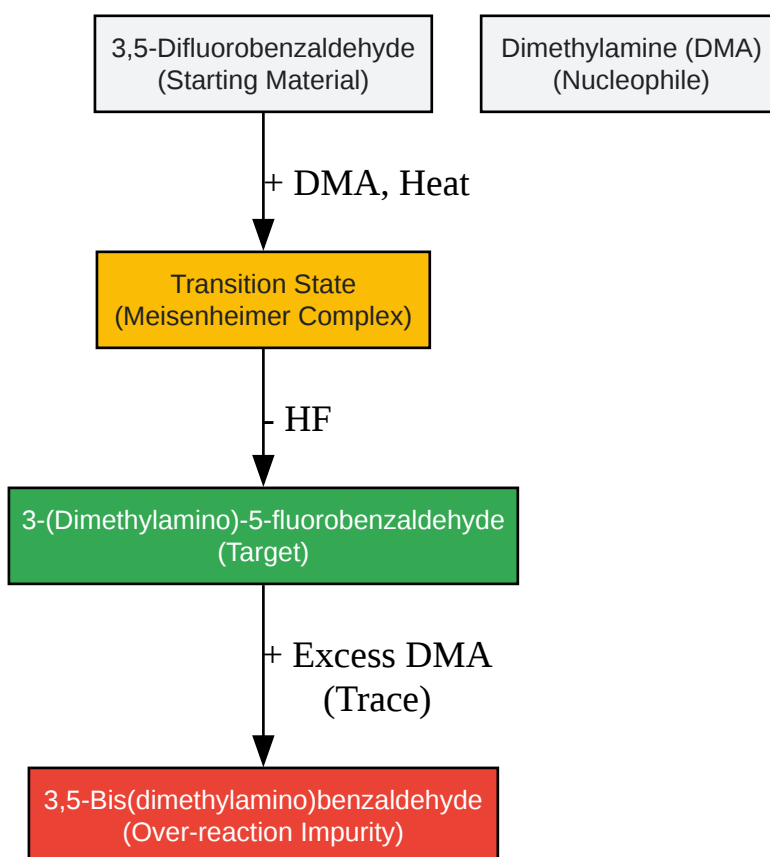 3,5-Difluorobenzaldehyde
(Starting Material)
Dimethylamine (DMA)
(Nucleophile)
+ DMA, Heat
Transition State
(Meisenheimer Complex)
- HF
3-(Dimethylamino)-5-fluorobenzaldehyde
(Target)
+ Excess DMA
(Trace)
3,5-Bis(dimethylamino)benzaldehyde
(Over-reaction Impurity)